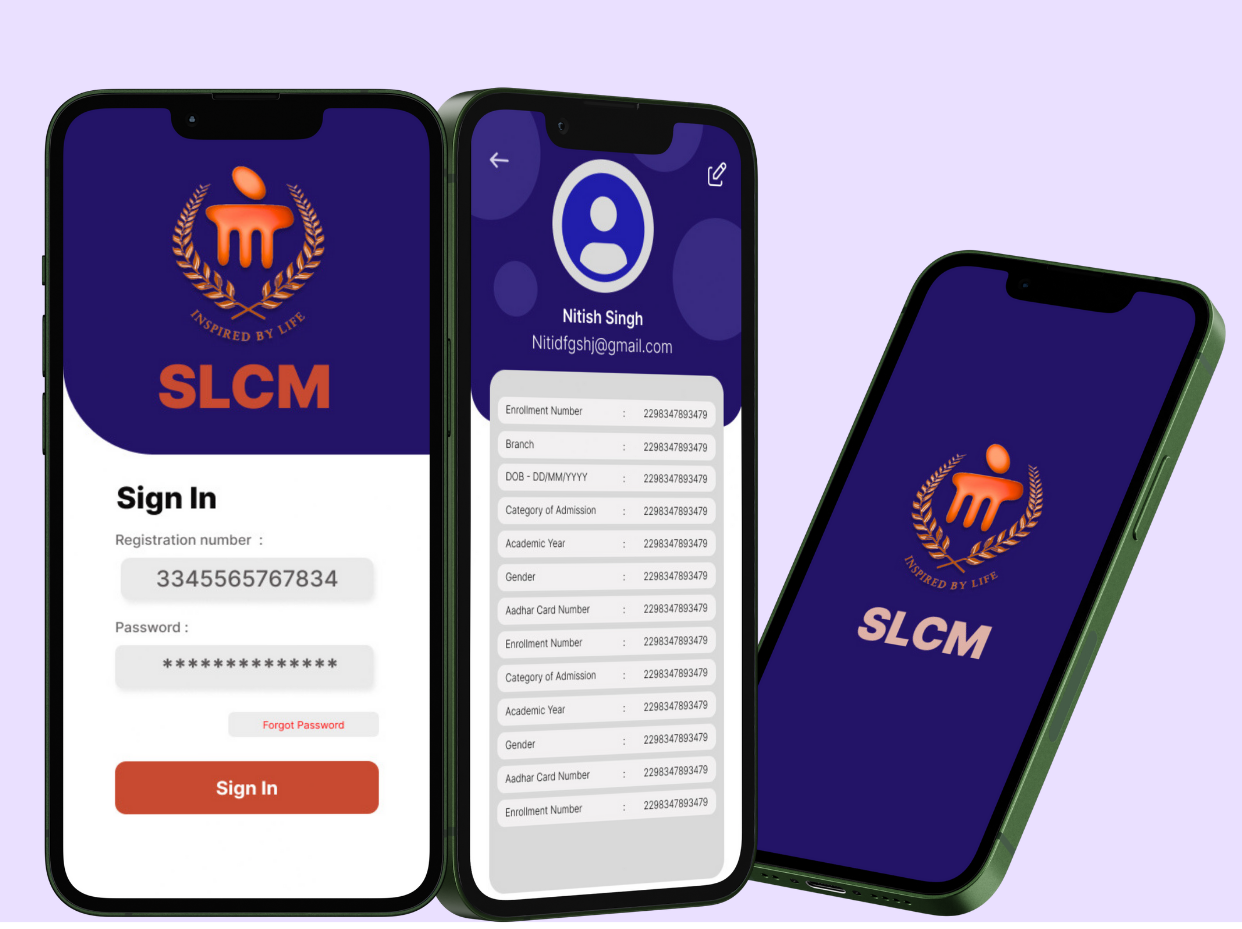 INSPIRED BY LIFE
SLCM
Sign In
Registration number :
3345565767834
Password :
**************
Forgot Password
Sign In
Nitish Singh
Nitidfgshj@gmail.com
Enrollment Number : 2298347893479
Branch : 2298347893479
DOB - DD/MM/YYYY : 2298347893479
Category of Admission : 2298347893479
Academic Year : 2298347893479
Gender : 2298347893479
Aadhar Card Number : 2298347893479
Enrollment Number : 2298347893479
Category of Admission : 2298347893479
Academic Year : 2298347893479
Gender : 2298347893479
Aadhar Card Number : 2298347893479
Enrollment Number : 2298347893479
INSPIRED BY LIFE
SLCM